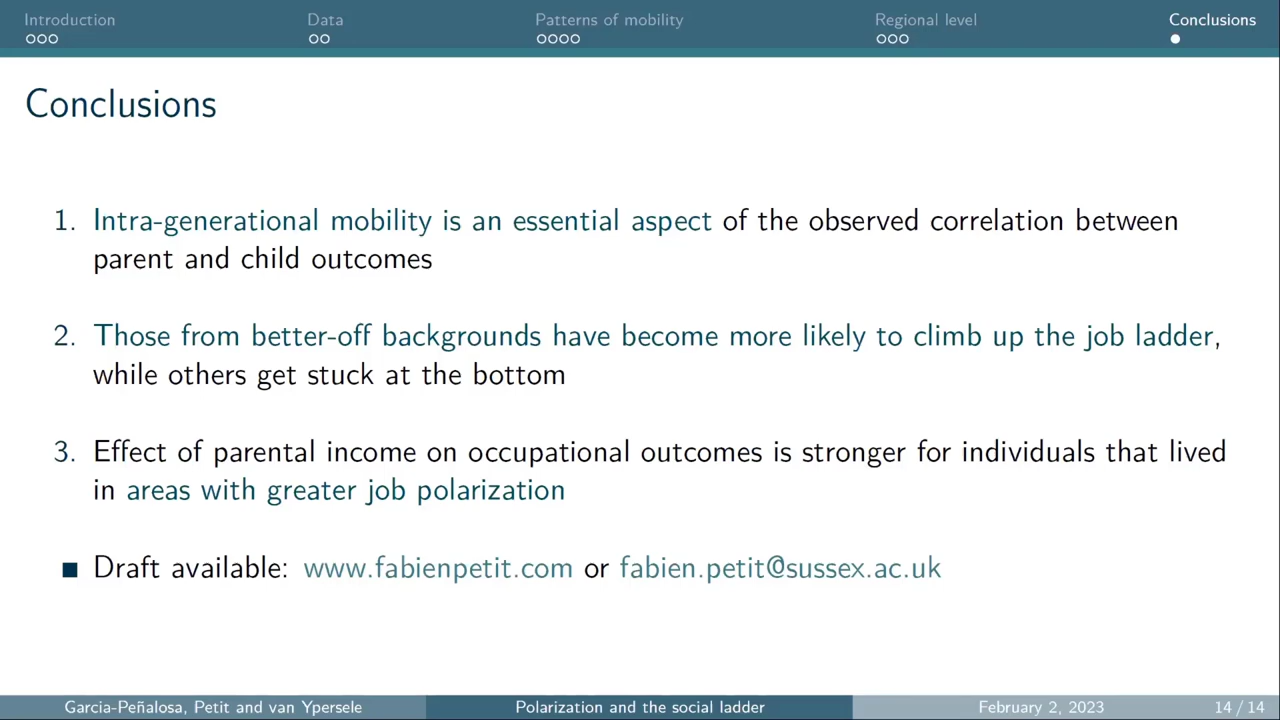 Introduction Data Patterns of mobility Regional level Conclusions
Conclusions
1. Intra-generational mobility is an essential aspect of the observed correlation between
parent and child outcomes
2. Those from better-off backgrounds have become more likely to climb up the job ladder,
while others get stuck at the bottom
3. Effect of parental income on occupational outcomes is stronger for individuals that lived
in areas with greater job polarization
Draft available: www.fabienpetit.com or fabien.petit@sussex.ac.uk
Garcia-Peñalosa, Petit and van Ypersele Polarization and the social ladder February 2, 2023 14 / 14